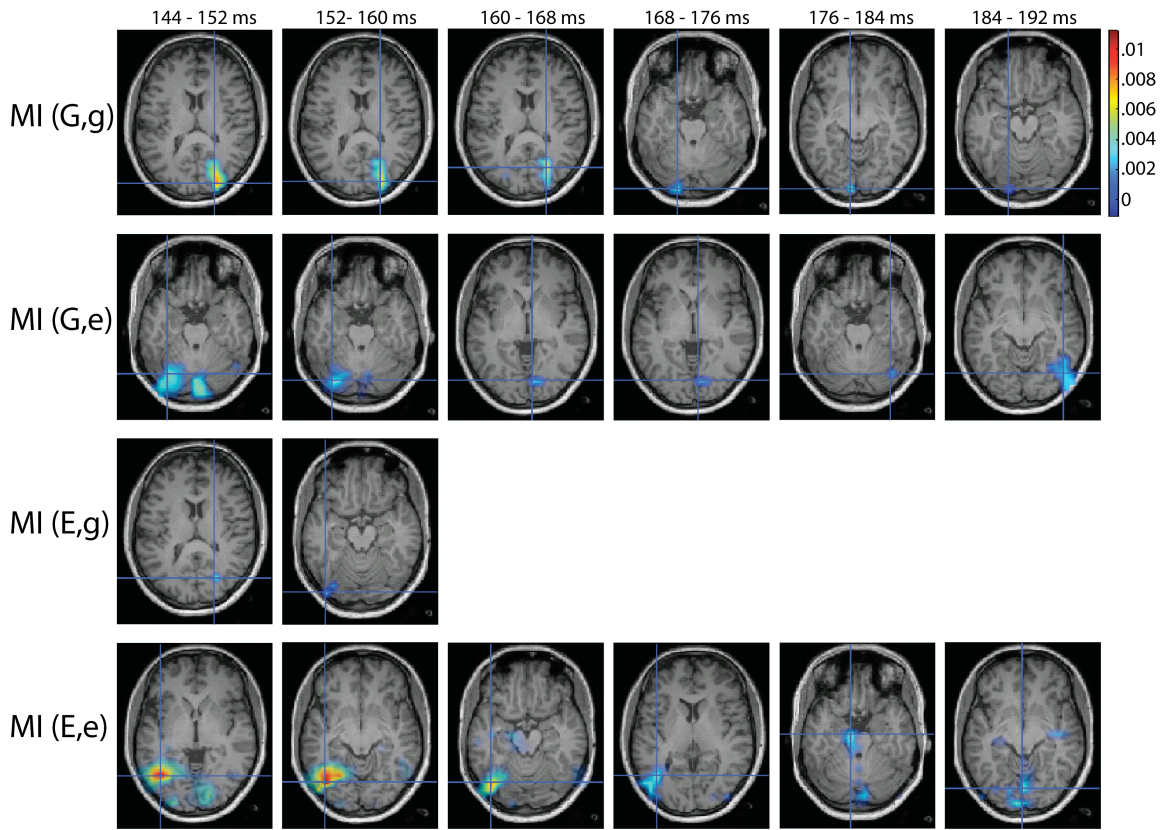 144 - 152 ms 152- 160 ms 160 - 168 ms 168 - 176 ms 176 - 184 ms 184 - 192 ms
MI (G,g)
.01
.008
.006
.004
.002
0
MI (G,e)
MI (E,g)
MI (E,e)